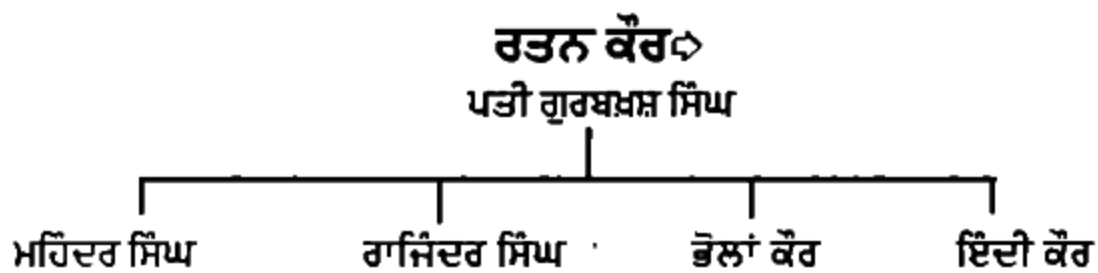 ਰਤਨ ਕੌਰ➩
ਪਤੀ ਗੁਰਬਖ਼ਸ਼ ਸਿੰਘ
ਮਹਿੰਦਰ ਸਿੰਘ ਰਾਜਿੰਦਰ ਸਿੰਘ ਭੋਲਾਂ ਕੌਰ ਇੰਦੀ ਕੌਰ